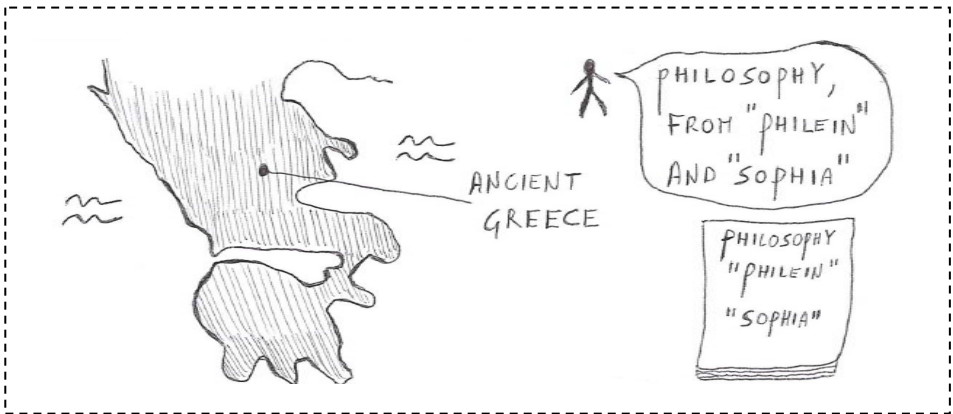 ANCIENT
GREECE
PHILOSOPHY,
FROM "PHILEIN"
AND "SOPHIA"
PHILOSOPHY
"PHILEIN"
"SOPHIA"